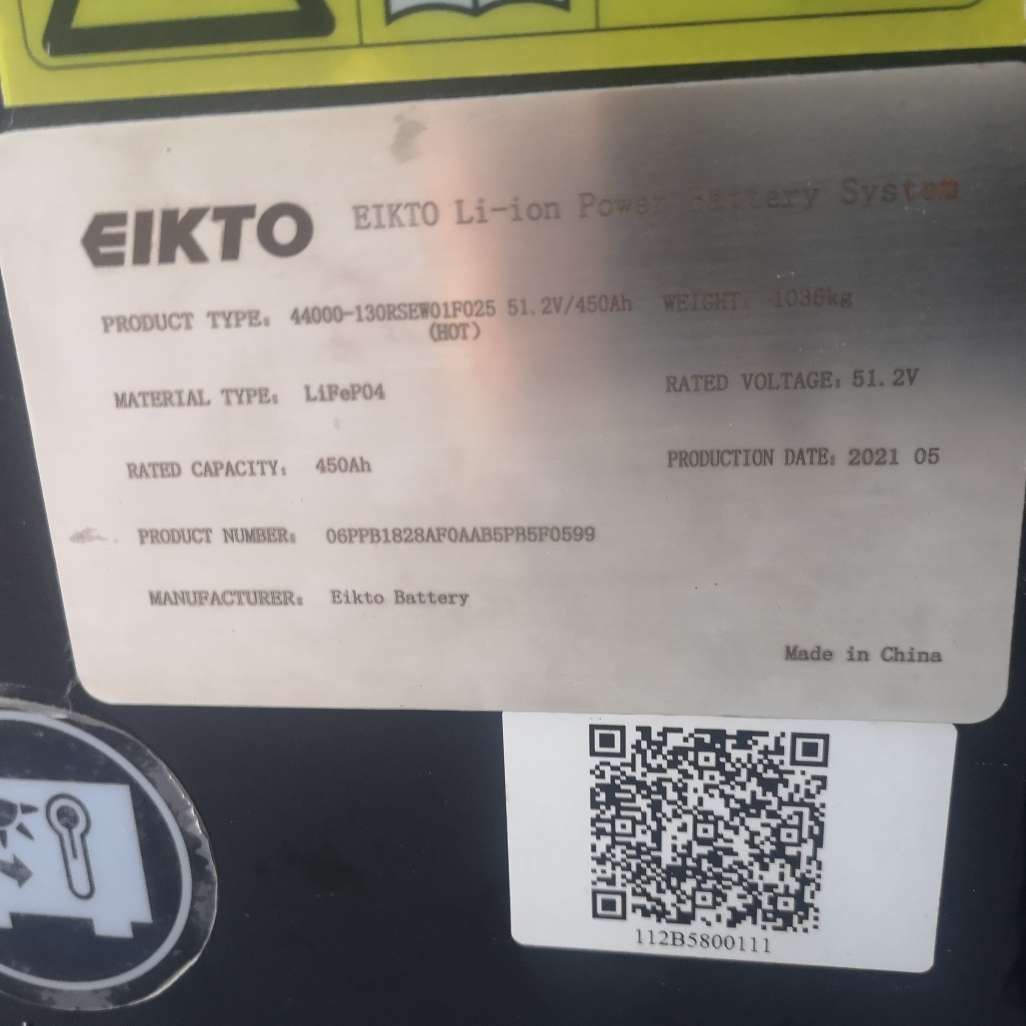 EIKTO
EIKTO Li-ion Power Battery System
PRODUCT TYPE: 44000-130RSEW01F025 51.2V/450Ah WEIGHT: 1036kg
(HOT)
MATERIAL TYPE: LiFePO4 RATED VOLTAGE: 51.2V
RATED CAPACITY: 450Ah PRODUCTION DATE: 2021 05
PRODUCT NUMBER: 06PPB1828AF0AAB5PB5F0599
MANUFACTURER: Eikto Battery
Made in China
112B5800111